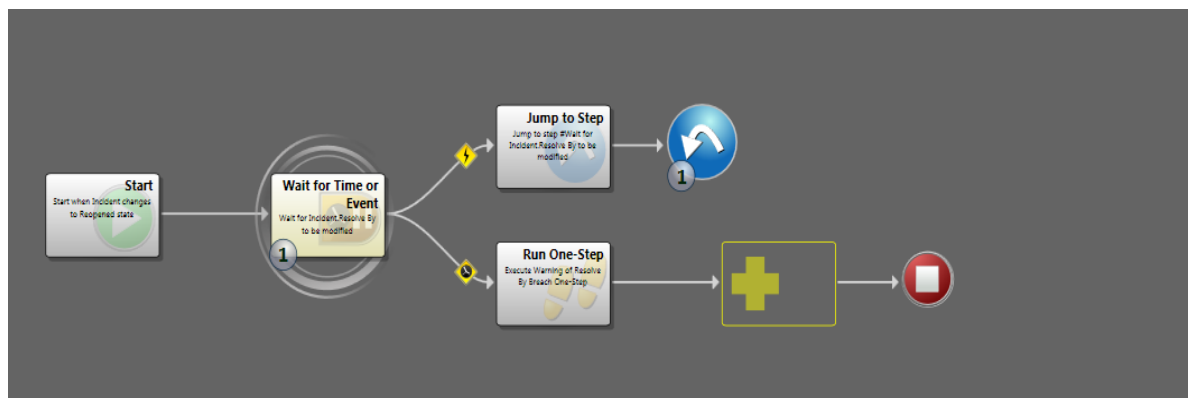 Start
Start when Incident changes
to Reopened state
Wait for Time or
Event
Wait for Incident.Resolve By
to be modified
1
Jump to Step
Jump to step #Wait for
Incident.Resolve By to be
modified
1
Run One-Step
Execute Warning of Resolve
By Breach One-Step